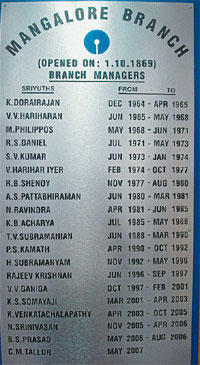 MANGALORE BRANCH
(OPENED ON: 1.10.1869)
BRANCH MANAGERS
SRIYUTHS FROM - TO
K.DORAIRAJAN DEC 1964 - APR 1965
V.V.HARIHARAN JUN 1965 - MAY 1968
M.PHILIPPOS MAY 1968 - JUN 1971
R.S.DANIEL JUL 1971 - MAY 1973
S.V.KUMAR JUN 1973 - JAN 1974
V.HARIHAR IYER FEB 1974 - OCT 1977
R.B.SHENOY NOV 1977 - AUG 1980
A.S.PATTABHIRAMAN JUN 1980 - MAR 1981
N.RAVINDRA APR 1981 - JUN 1985
K.B.ACHARYA JUL 1985 - MAY 1988
T.V.SUBRAMANIAN JUN 1988 - MAR 1990
P.S.KAMATH APR 1990 - OCT 1992
H.SUBRAMANYAM NOV 1992 - MAY 1996
RAJEEV KRISHNAN JUN 1996 - SEP 1997
V.V.GANIGA OCT 1997 - FEB 2001
K.S.SOMAYAJI MAR 2001 - APR 2003
K.VENKATACHALAPATHY APR 2003 - OCT 2005
N.SRINIVASAN NOV 2005 - APR 2006
B.S.PRASAD MAY 2006 - AUG 2006
C.M.TALLUR MAY 2007